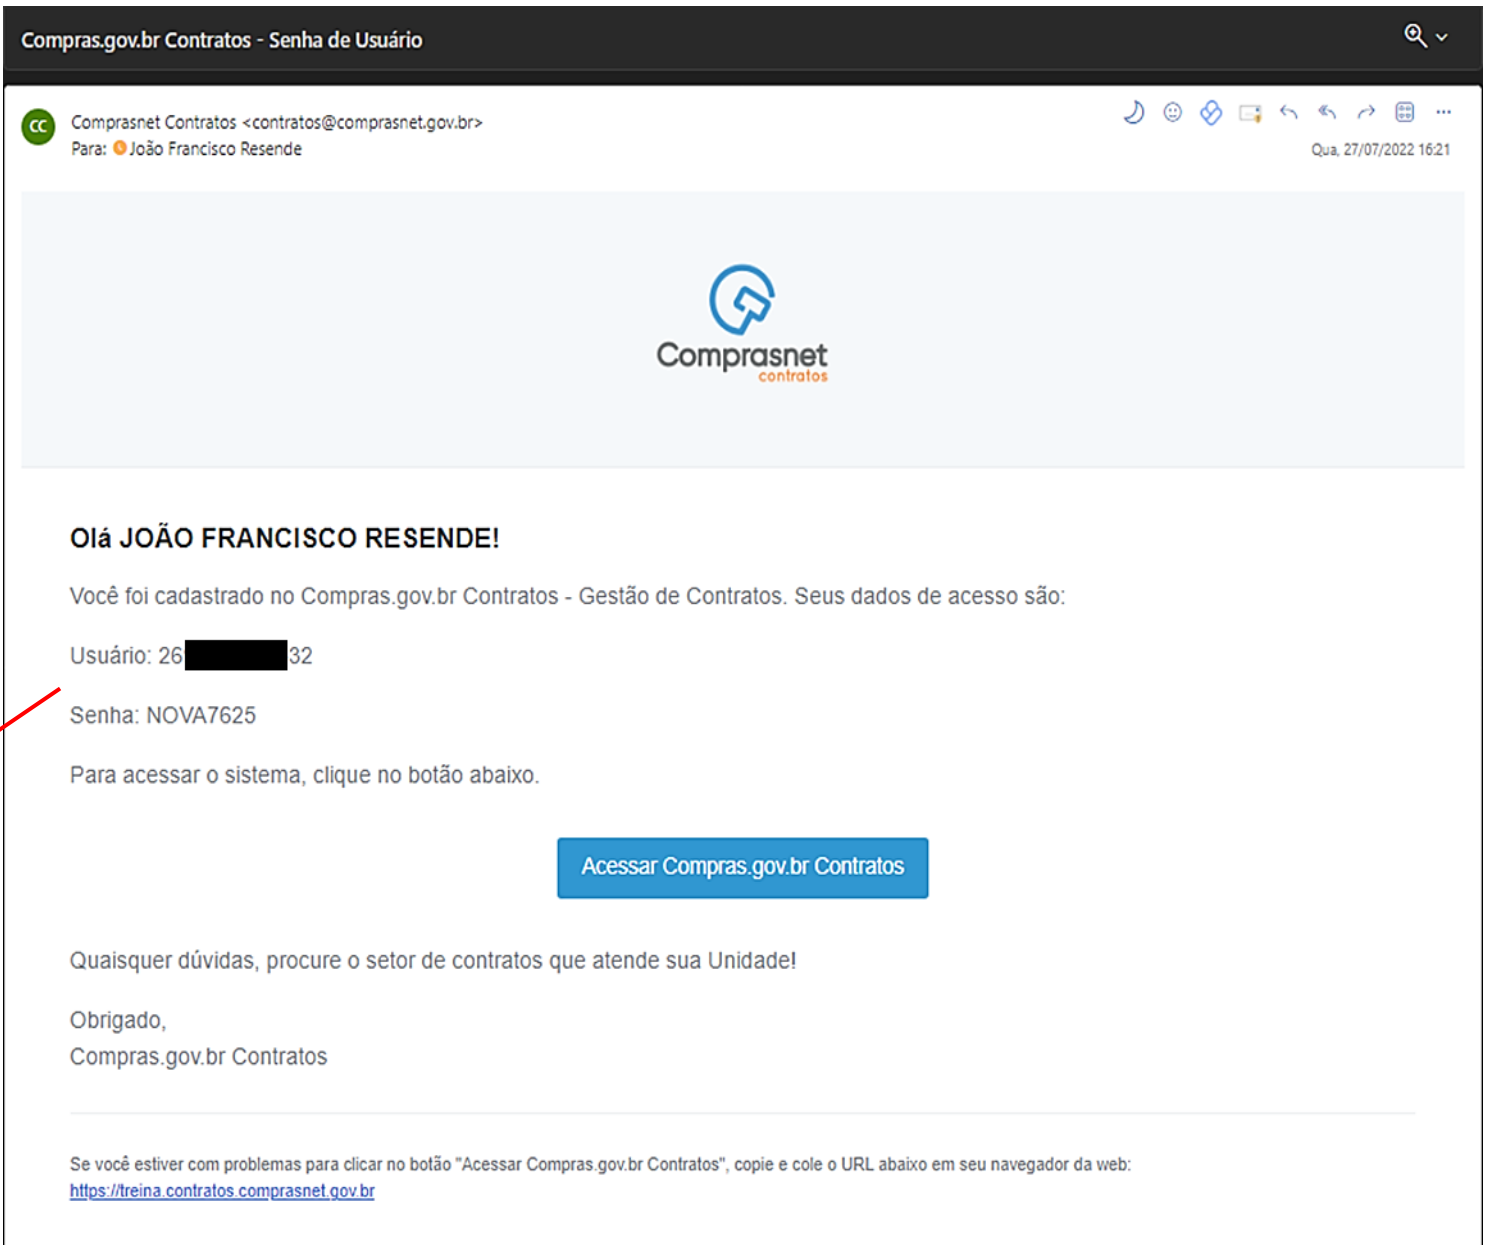 Compras.gov.br Contratos - Senha de Usuário
CC
Comprasnet Contratos <contratos@comprasnet.gov.br>
Para: João Francisco Resende
Qua, 27/07/2022 16:21
Comprasnet
contratos
Olá JOÃO FRANCISCO RESENDE!
Você foi cadastrado no Compras.gov.br Contratos - Gestão de Contratos. Seus dados de acesso são:
Usuário: 26 32
Senha: NOVA7625
Para acessar o sistema, clique no botão abaixo.
Acessar Compras.gov.br Contratos
Quaisquer dúvidas, procure o setor de contratos que atende sua Unidade!
Obrigado,
Compras.gov.br Contratos
Se você estiver com problemas para clicar no botão "Acessar Compras.gov.br Contratos", copie e cole o URL abaixo em seu navegador da web:
https://treina.contratos.comprasnet.gov.br